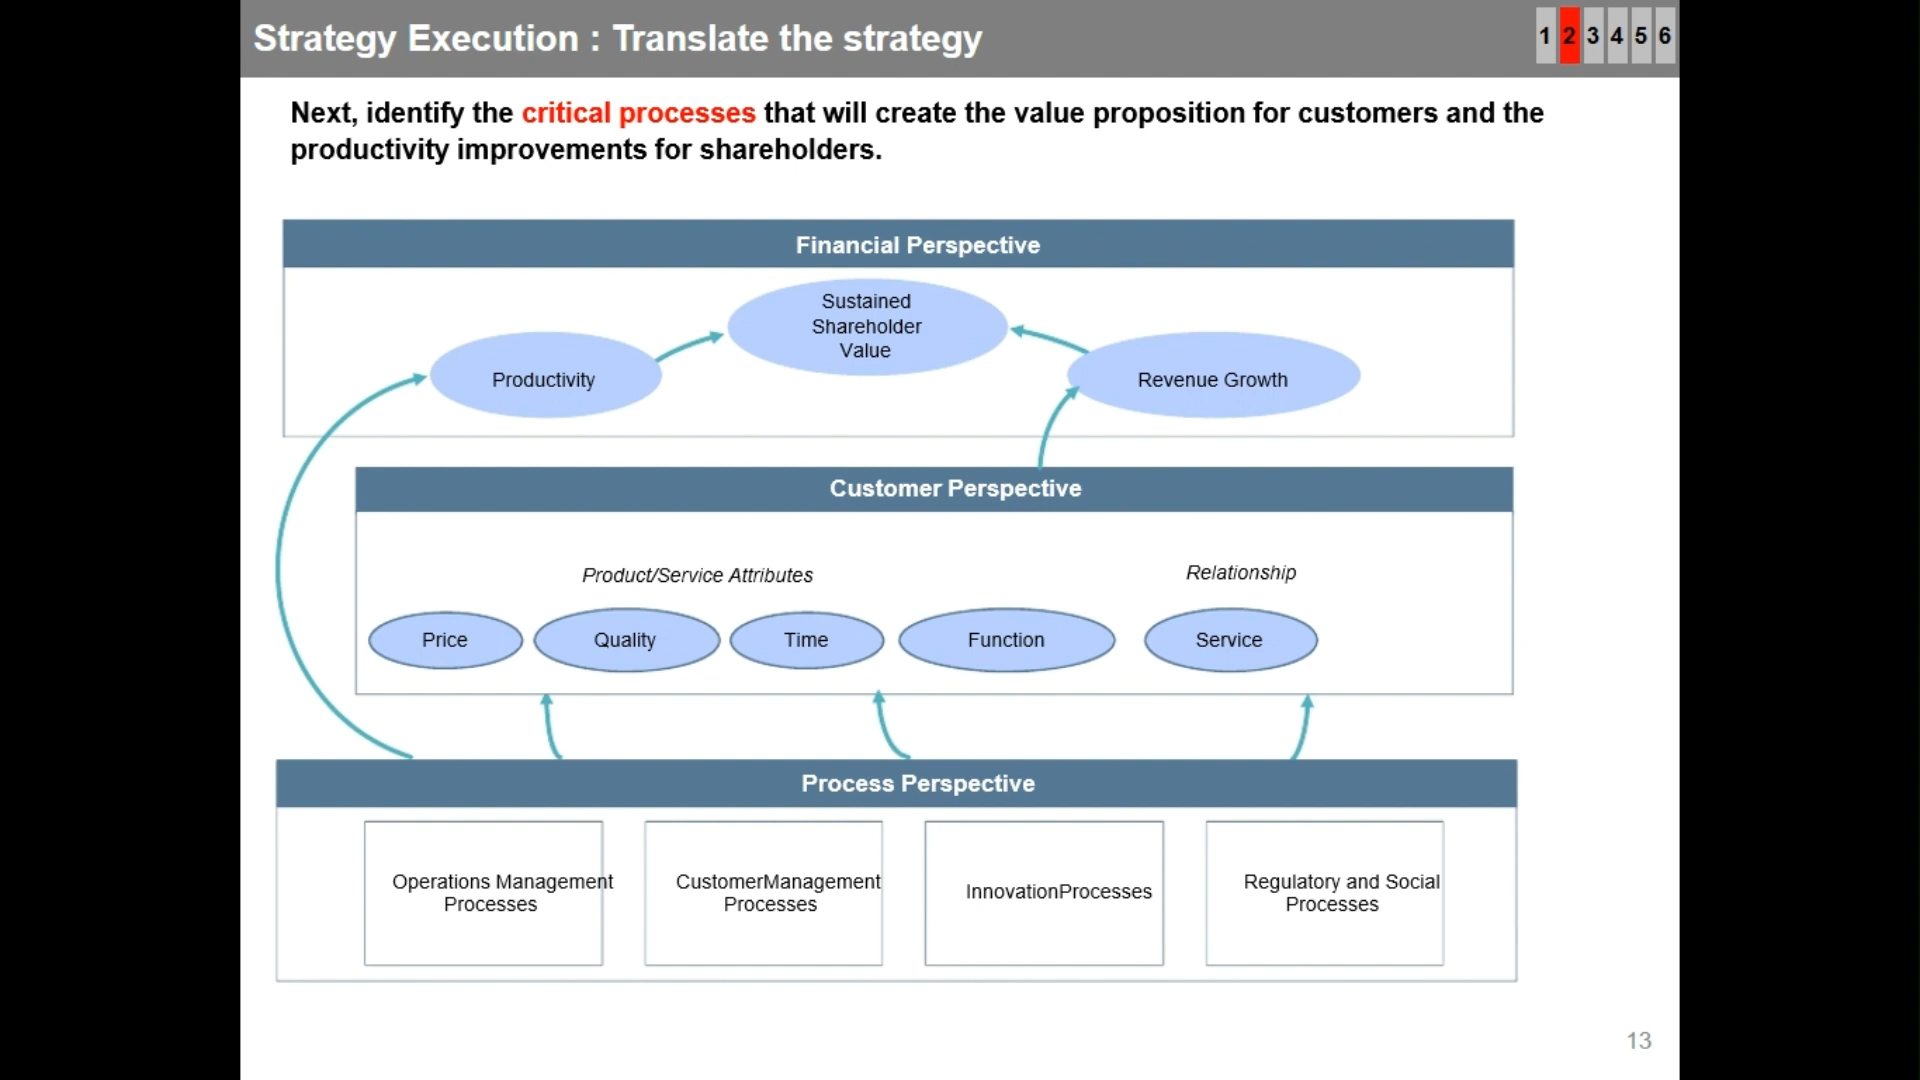 Strategy Execution : Translate the strategy
1 2 3 4 5 6
Next, identify the critical processes that will create the value proposition for customers and the
productivity improvements for shareholders.
Financial Perspective
Sustained
Shareholder
Value
Productivity
Revenue Growth
Customer Perspective
Product/Service Attributes
Relationship
Price
Quality
Time
Function
Service
Process Perspective
Operations Management
Processes
CustomerManagement
Processes
InnovationProcesses
Regulatory and Social
Processes
13